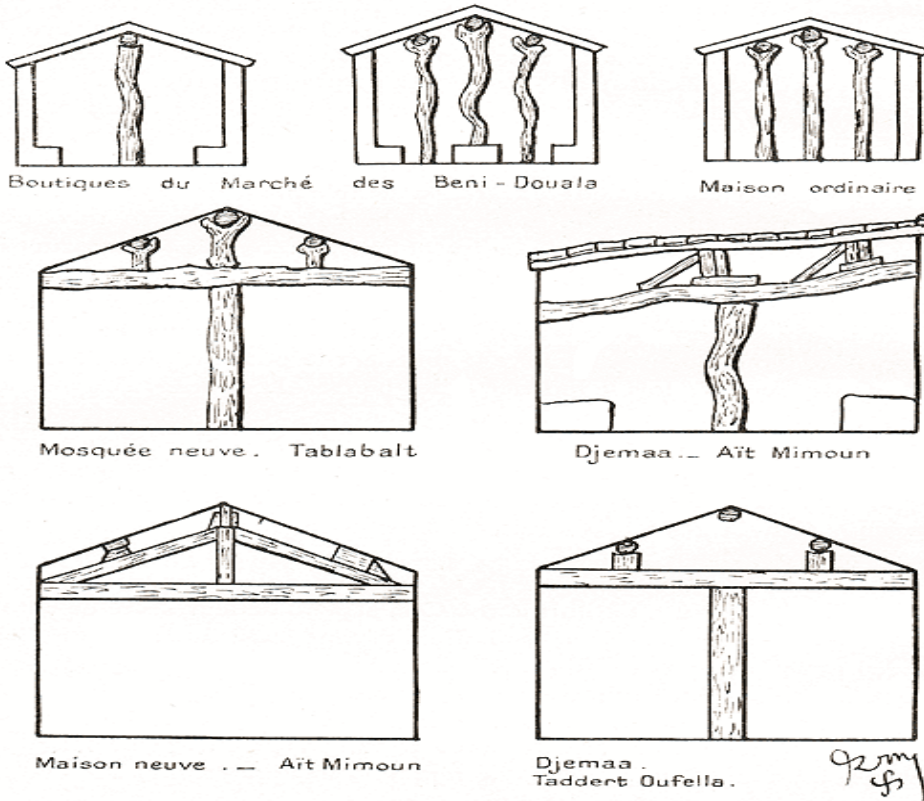 Boutiques du Marché des Beni-Douala
Maison ordinaire
Mosquée neuve. Tablabalt
Djemaa._ Aït Mimoun
Maison neuve ._ Aït Mimoun
Djemaa.
Taddert Oufella.